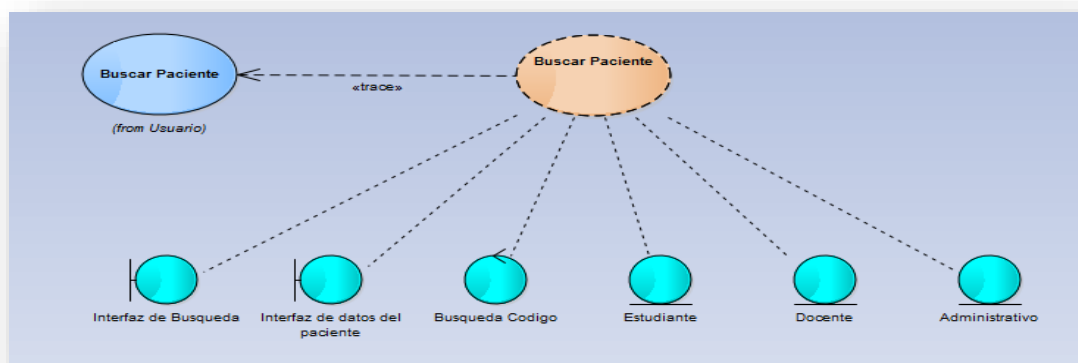 Buscar Paciente
Buscar Paciente
«trace»
(from Usuario)
Interfaz de Busqueda
Interfaz de datos del
paciente
Busqueda Codigo
Estudiante
Docente
Administrativo